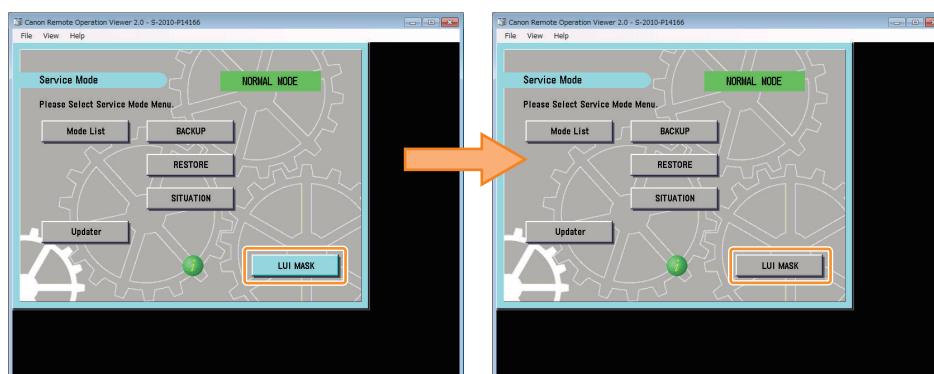 Canon Remote Operation Viewer 2.0 - S-2010-P14166
File View Help
Service Mode
NORMAL MODE
Please Select Service Mode Menu.
Mode List
BACKUP
RESTORE
SITUATION
Updater
i
LUI MASK
Canon Remote Operation Viewer 2.0 - S-2010-P14166
File View Help
Service Mode
NORMAL MODE
Please Select Service Mode Menu.
Mode List
BACKUP
RESTORE
SITUATION
Updater
i
LUI MASK